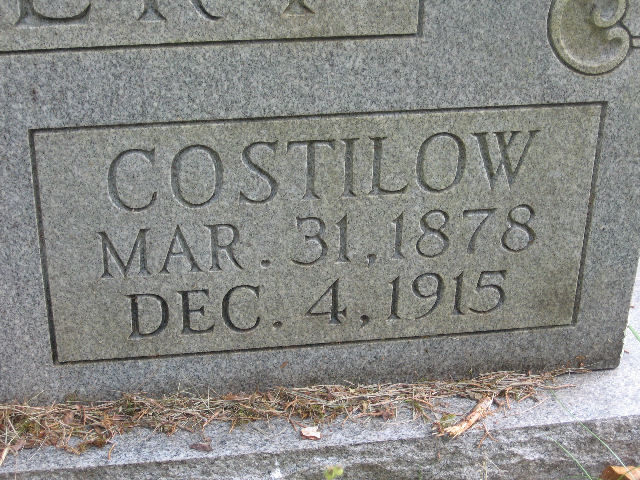 COSTILOW
MAR. 31, 1878
DEC. 4, 1915